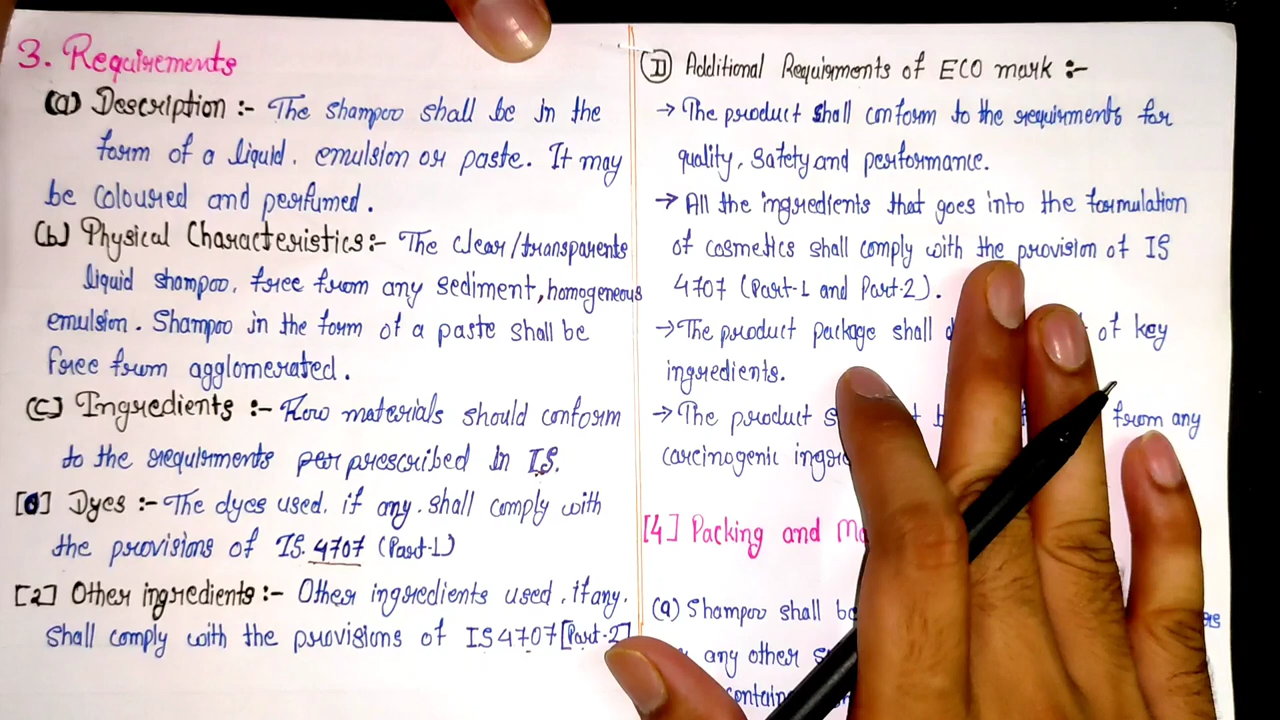 3. Requirements
(a) Description :- The shampoo shall be in the
form of a liquid, emulsion or paste. It may
be coloured and perfumed.
(b) Physical Characteristics :- The clear/transparents
liquid shampoo, free from any sediment, homogeneous
emulsion. Shampoo in the form of a paste shall be
free from agglomerated.
(C) Ingredients :- Row materials should conform
to the requirments per prescribed in IS.
Dyes :- The dyes used, if any, shall comply with
the provisions of IS. 4707 (Part-1)
[2] Other ingredients :- Other ingredients used, if any,
shall comply with the provisions of IS 4707 [Part-2]
(D) Additional Requirments of ECO mark :-
→ The product shall conform to the requirments for
quality, Safety and performance.
→ All the ingredients that goes into the formulation
of cosmetics shall comply with the provision of IS
4707 (Part-1 and Part-2).
→ The product package shall of key
ingredients.
→ The product from any
carcinogenic
[4] Packing and
(a) Shampoo shall
any other